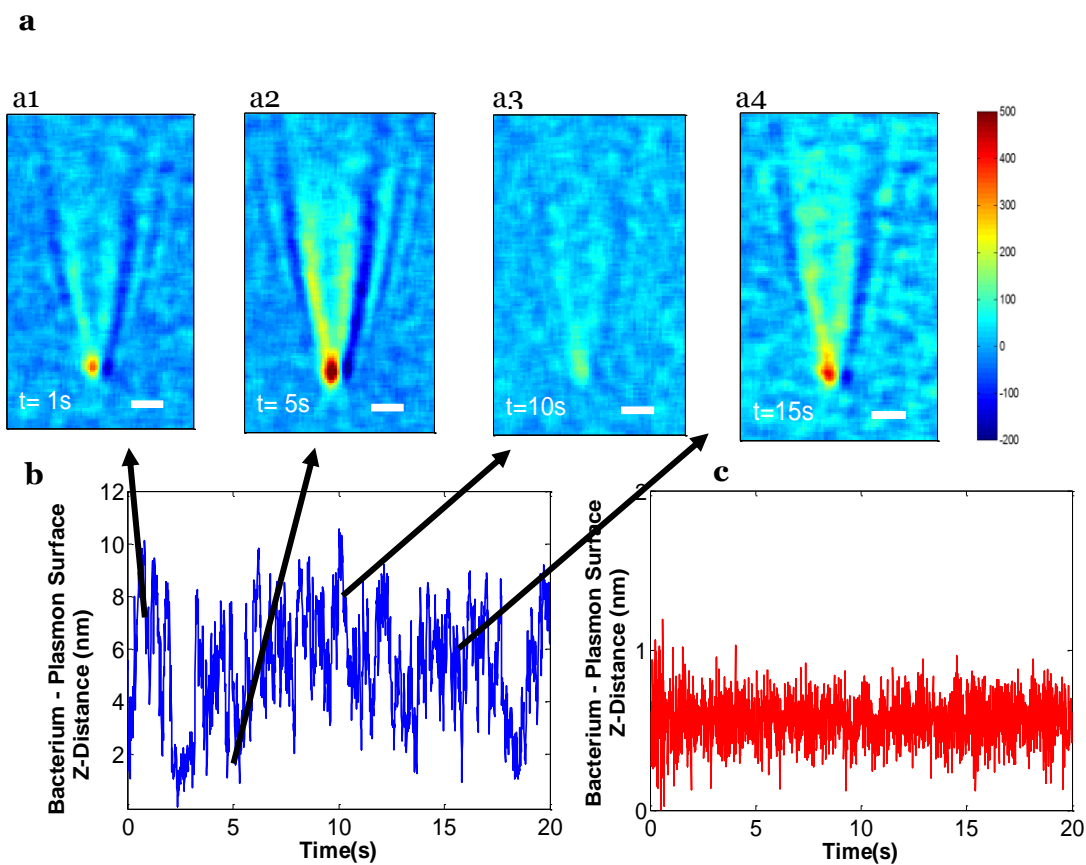 a
a1 a2 a3 a4
500
400
300
200
100
0
-100
-200
t= 1s t= 5s t=10s t=15s
b
12
10
8
6
4
2
0 5 10 15 20
Time(s)
Bacterium - Plasmon Surface
Z-Distance (nm)
c
2
1
0
0 5 10 15 20
Time(s)
Bacterium - Plasmon Surface
Z-Distance (nm)